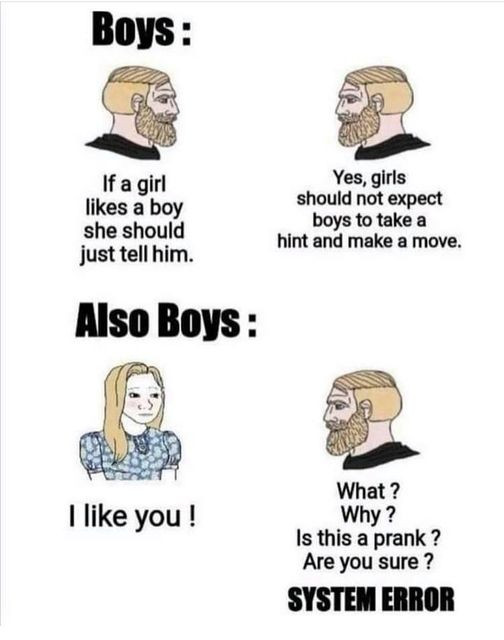 Boys :
If a girl
likes a boy
she should
just tell him.
Yes, girls
should not expect
boys to take a
hint and make a move.
Also Boys :
I like you !
What ?
Why ?
Is this a prank ?
Are you sure ?
SYSTEM ERROR